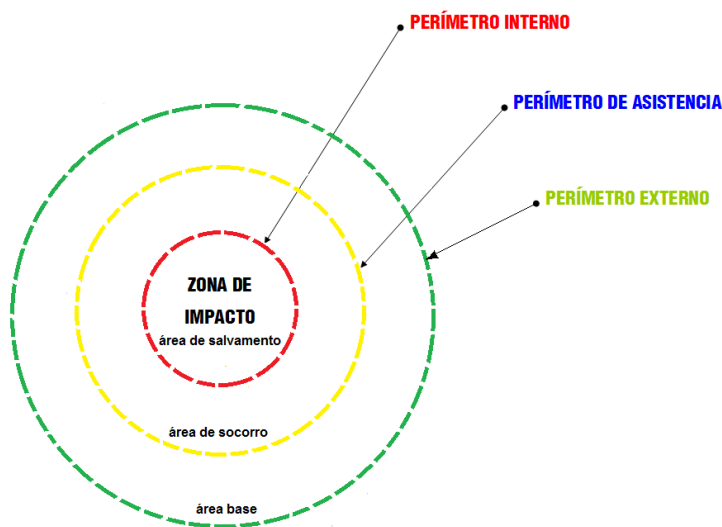 PERÍMETRO INTERNO
PERÍMETRO DE ASISTENCIA
PERÍMETRO EXTERNO
ZONA DE
IMPACTO
área de salvamento
área de socorro
área base